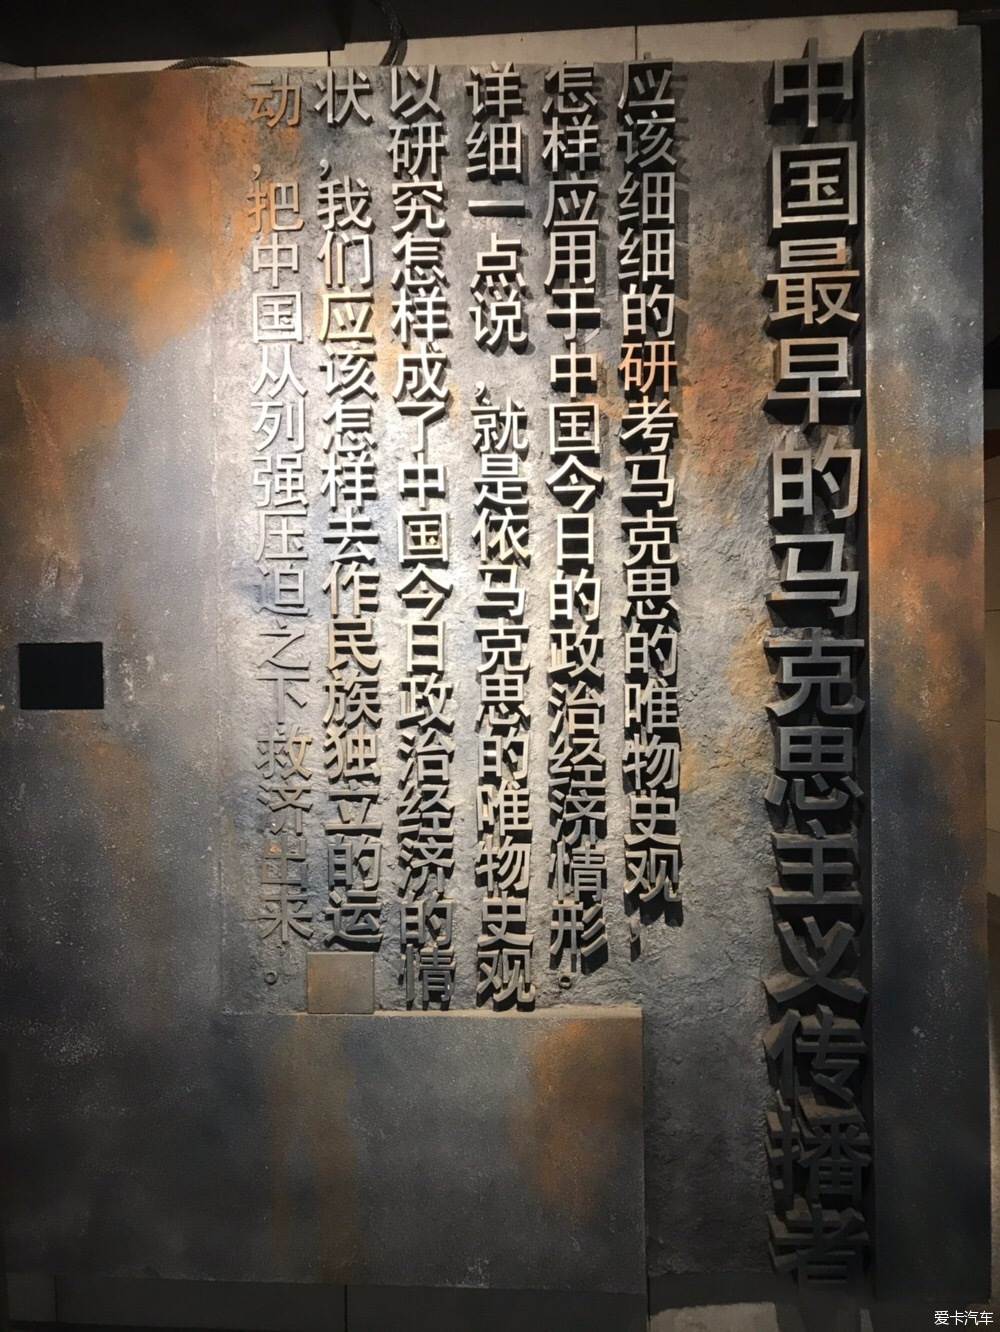 中国最早的马克思主义传播者
应该细细的研考马克思的唯物史观，
怎样应用于中国今日的政治经济情形。
详细一点说，就是依马克思的唯物史观
以研究怎样成了中国今日政治经济的情
状，我们应该怎样去作民族独立的运
动，把中国从列强压迫之下救济出来。
爱卡汽车